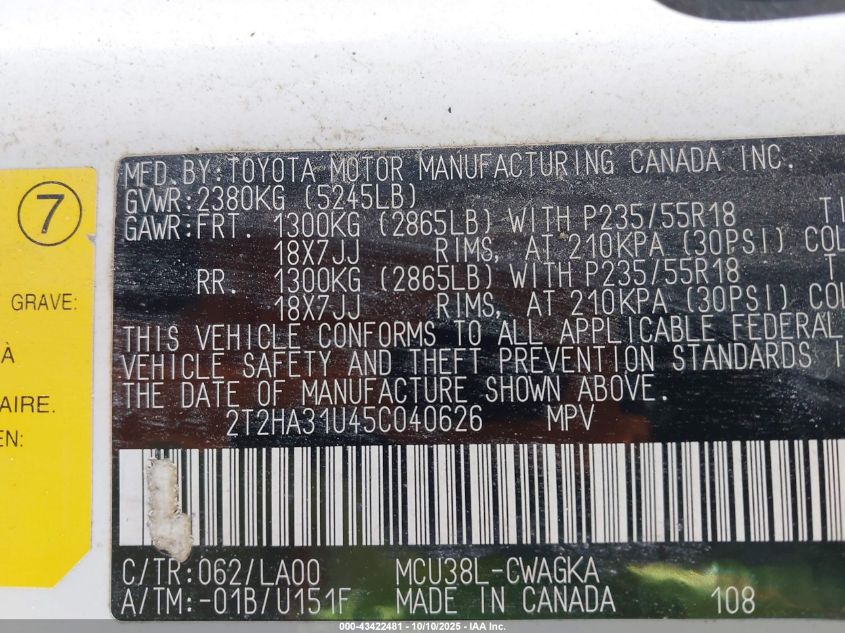 7
GRAVE:
À
AIRE.
EN:
MFD.BY:TOYOTA MOTOR MANUFACTURING CANADA INC.
GVWR:2380KG (5245LB)
GAWR:FRT. 1300KG (2865LB) WITH P235/55R18 TI
18X7JJ RIMS, AT 210KPA (30PSI) COL
RR. 1300KG (2865LB) WITH P235/55R18 T
18X7JJ RIMS, AT 210KPA (30PSI) COL
THIS VEHICLE CONFORMS TO ALL APPLICABLE FEDERAL
VEHICLE SAFETY AND THEFT PREVENTION STANDARDS I
THE DATE OF MANUFACTURE SHOWN ABOVE.
2T2HA31U45C040626 MPV
C/TR:062/LA00 MCU38L-CWAGKA
A/TM:-01B/U151F MADE IN CANADA 108
000-43422481 - 10/10/2025 - IAA Inc.